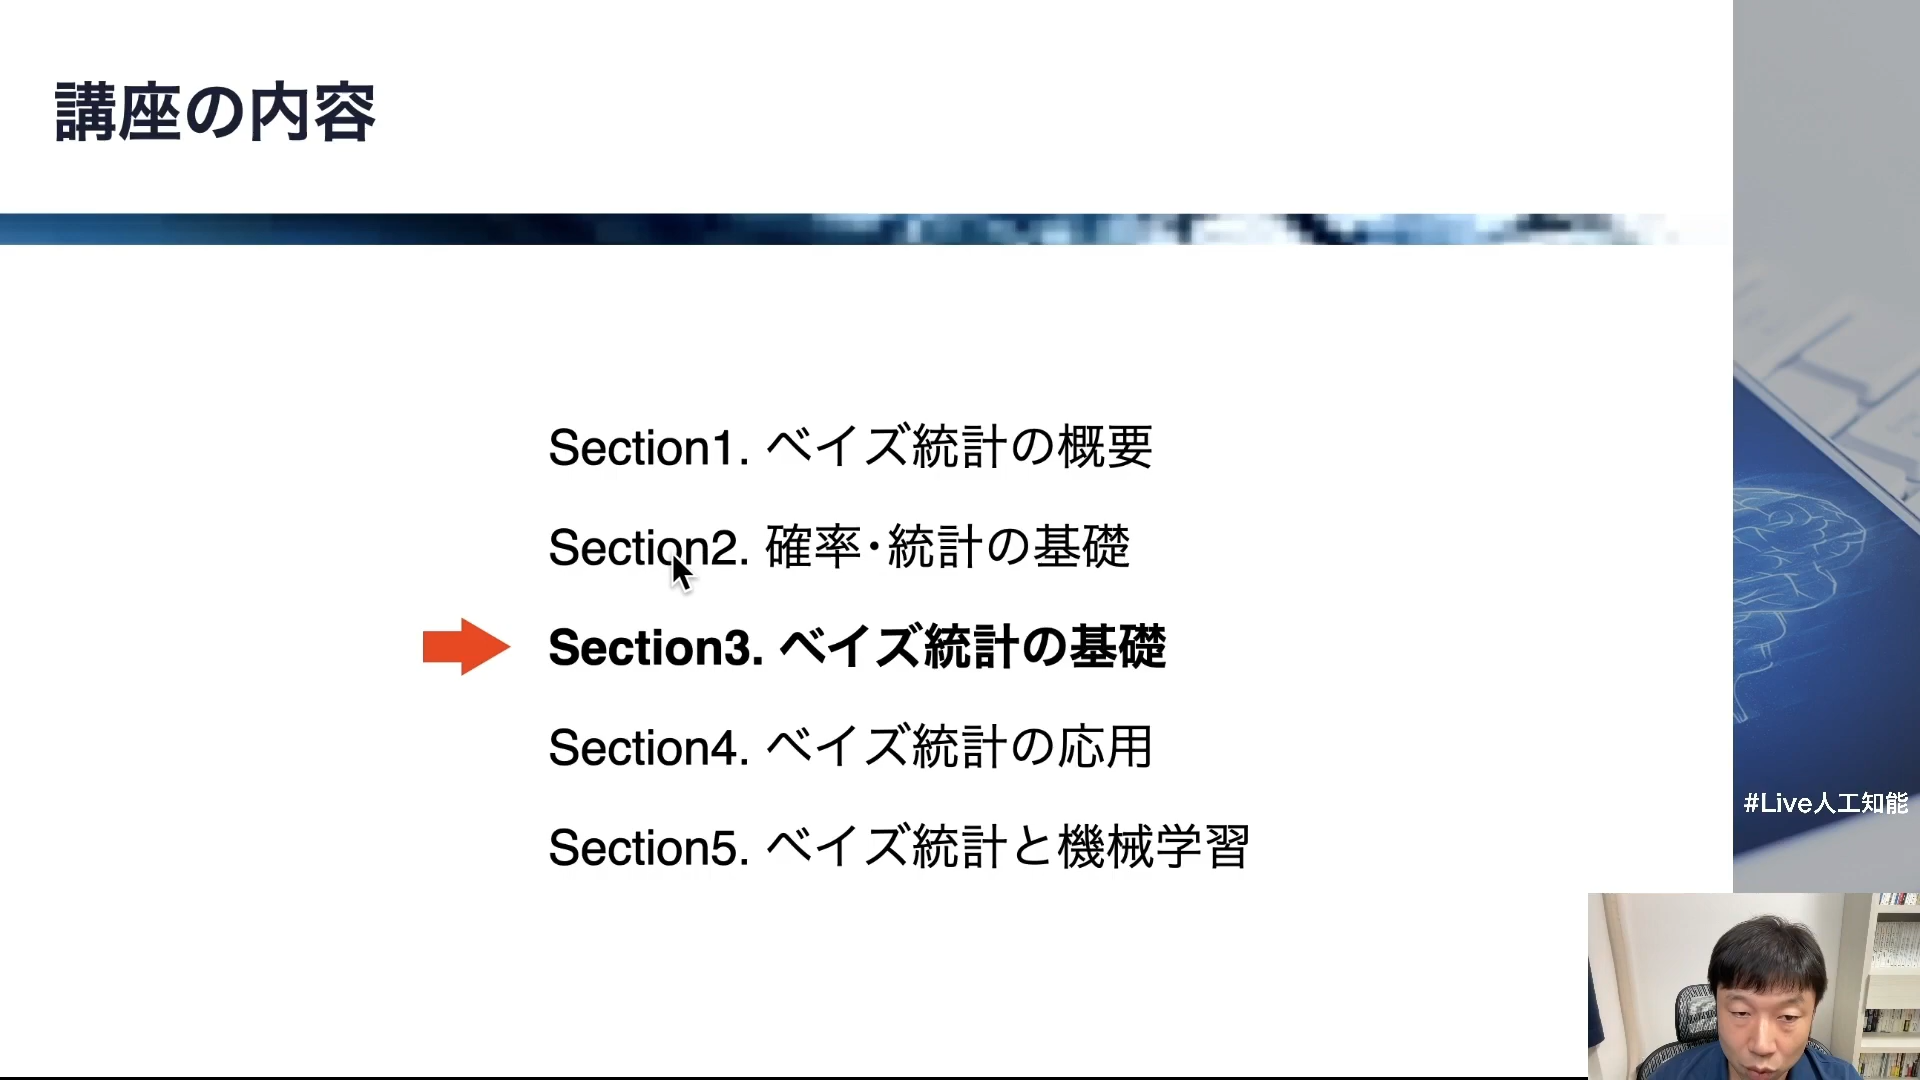 講座の内容
Section1. ベイズ統計の概要
Section2. 確率･統計の基礎
Section3. ベイズ統計の基礎
Section4. ベイズ統計の応用
Section5. ベイズ統計と機械学習
#Live人工知能